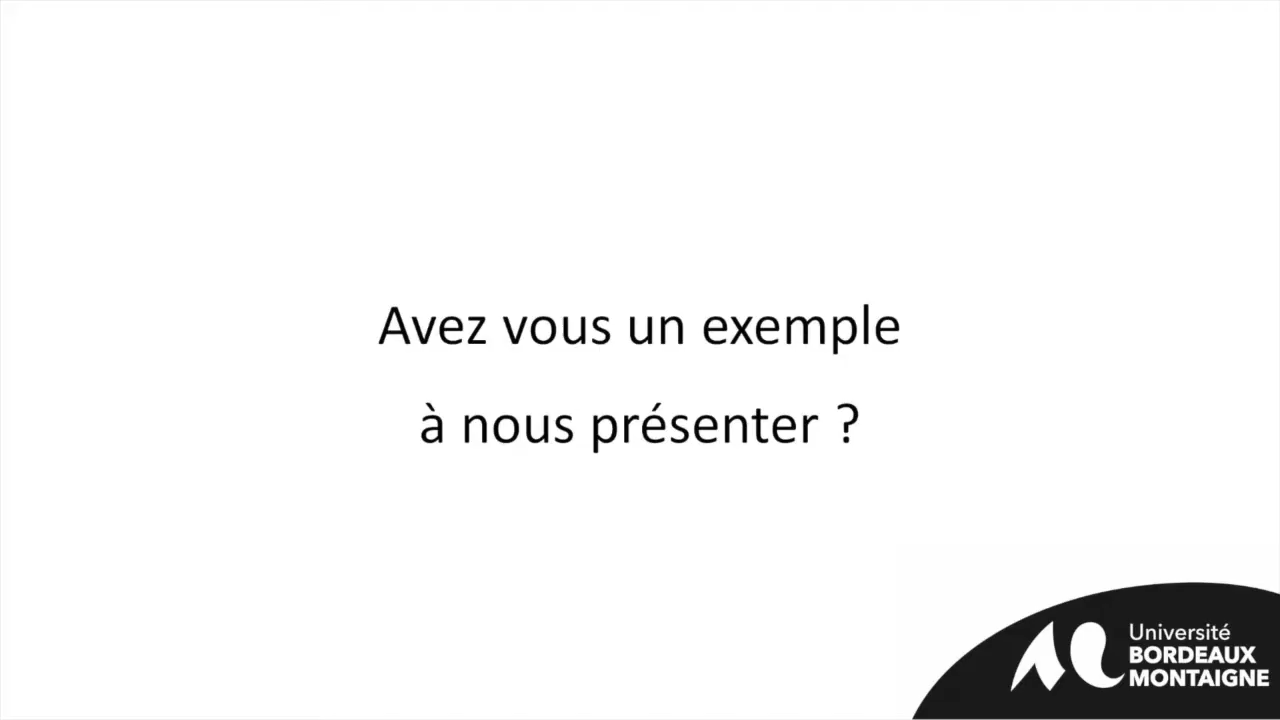 Avez vous un exemple
à nous présenter ?
Université
BORDEAUX
MONTAIGNE